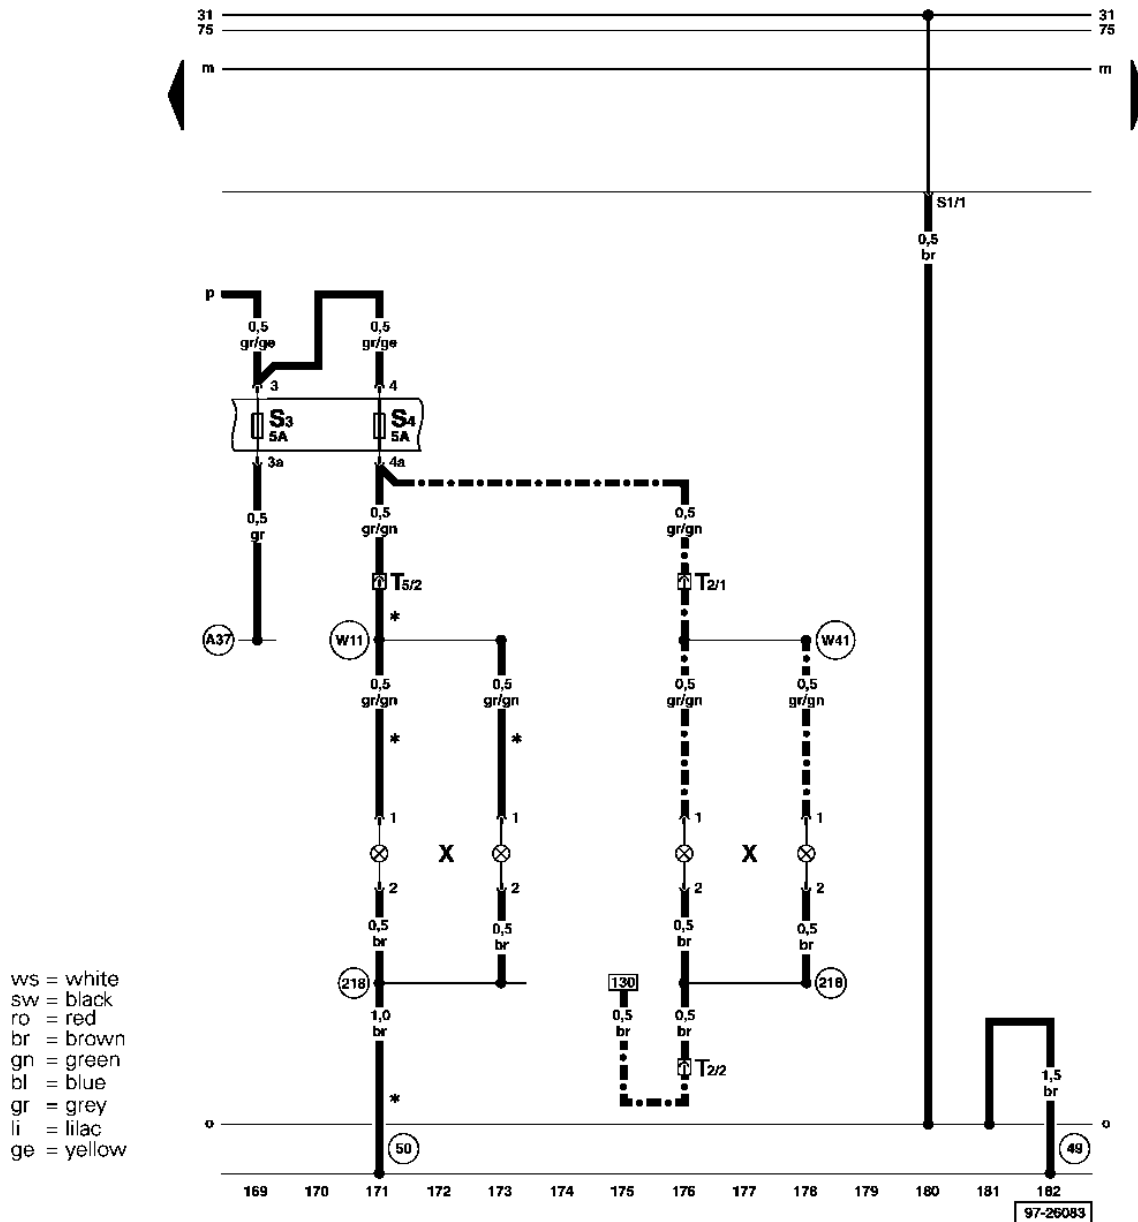 31 31
75 75
m m
S1/1
0,5
br
p
0,5 0,5
gr/ge gr/ge
3 4
S3 S4
5A 5A
3a 4a
0,5 0,5 0,5
gr gr/gn gr/gn
T5/2 T2/1
*
A37 W11 W41
0,5 0,5 0,5 0,5
gr/gn gr/gn gr/gn gr/gn
* *
1 1 1 1
X X
2 2 2 2
0,5 0,5 0,5 0,5
br br br br
218 130 218
1,0 0,5 0,5
br br br
T2/2
1,5
br
*
o o
50 49
ws = white
sw = black
ro = red
br = brown
gn = green
bl = blue
gr = grey
li = lilac
ge = yellow
169 170 171 172 173 174 175 176 177 178 179 180 181 182
97-26083